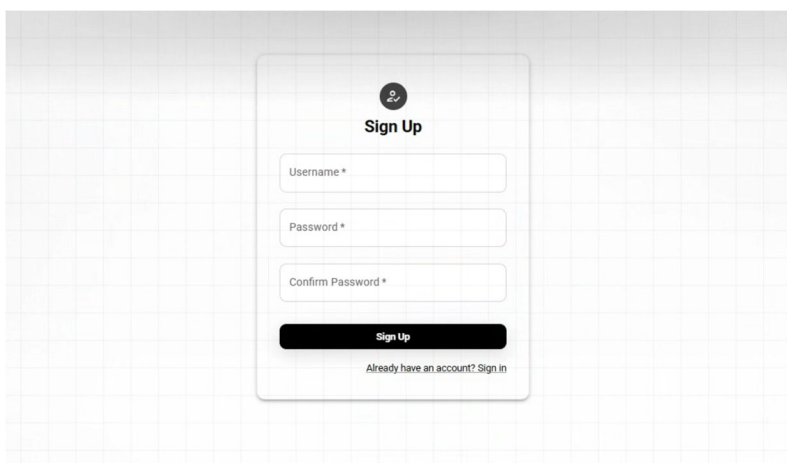 Sign Up
Username *
Password *
Confirm Password *
Sign Up
Already have an account? Sign in